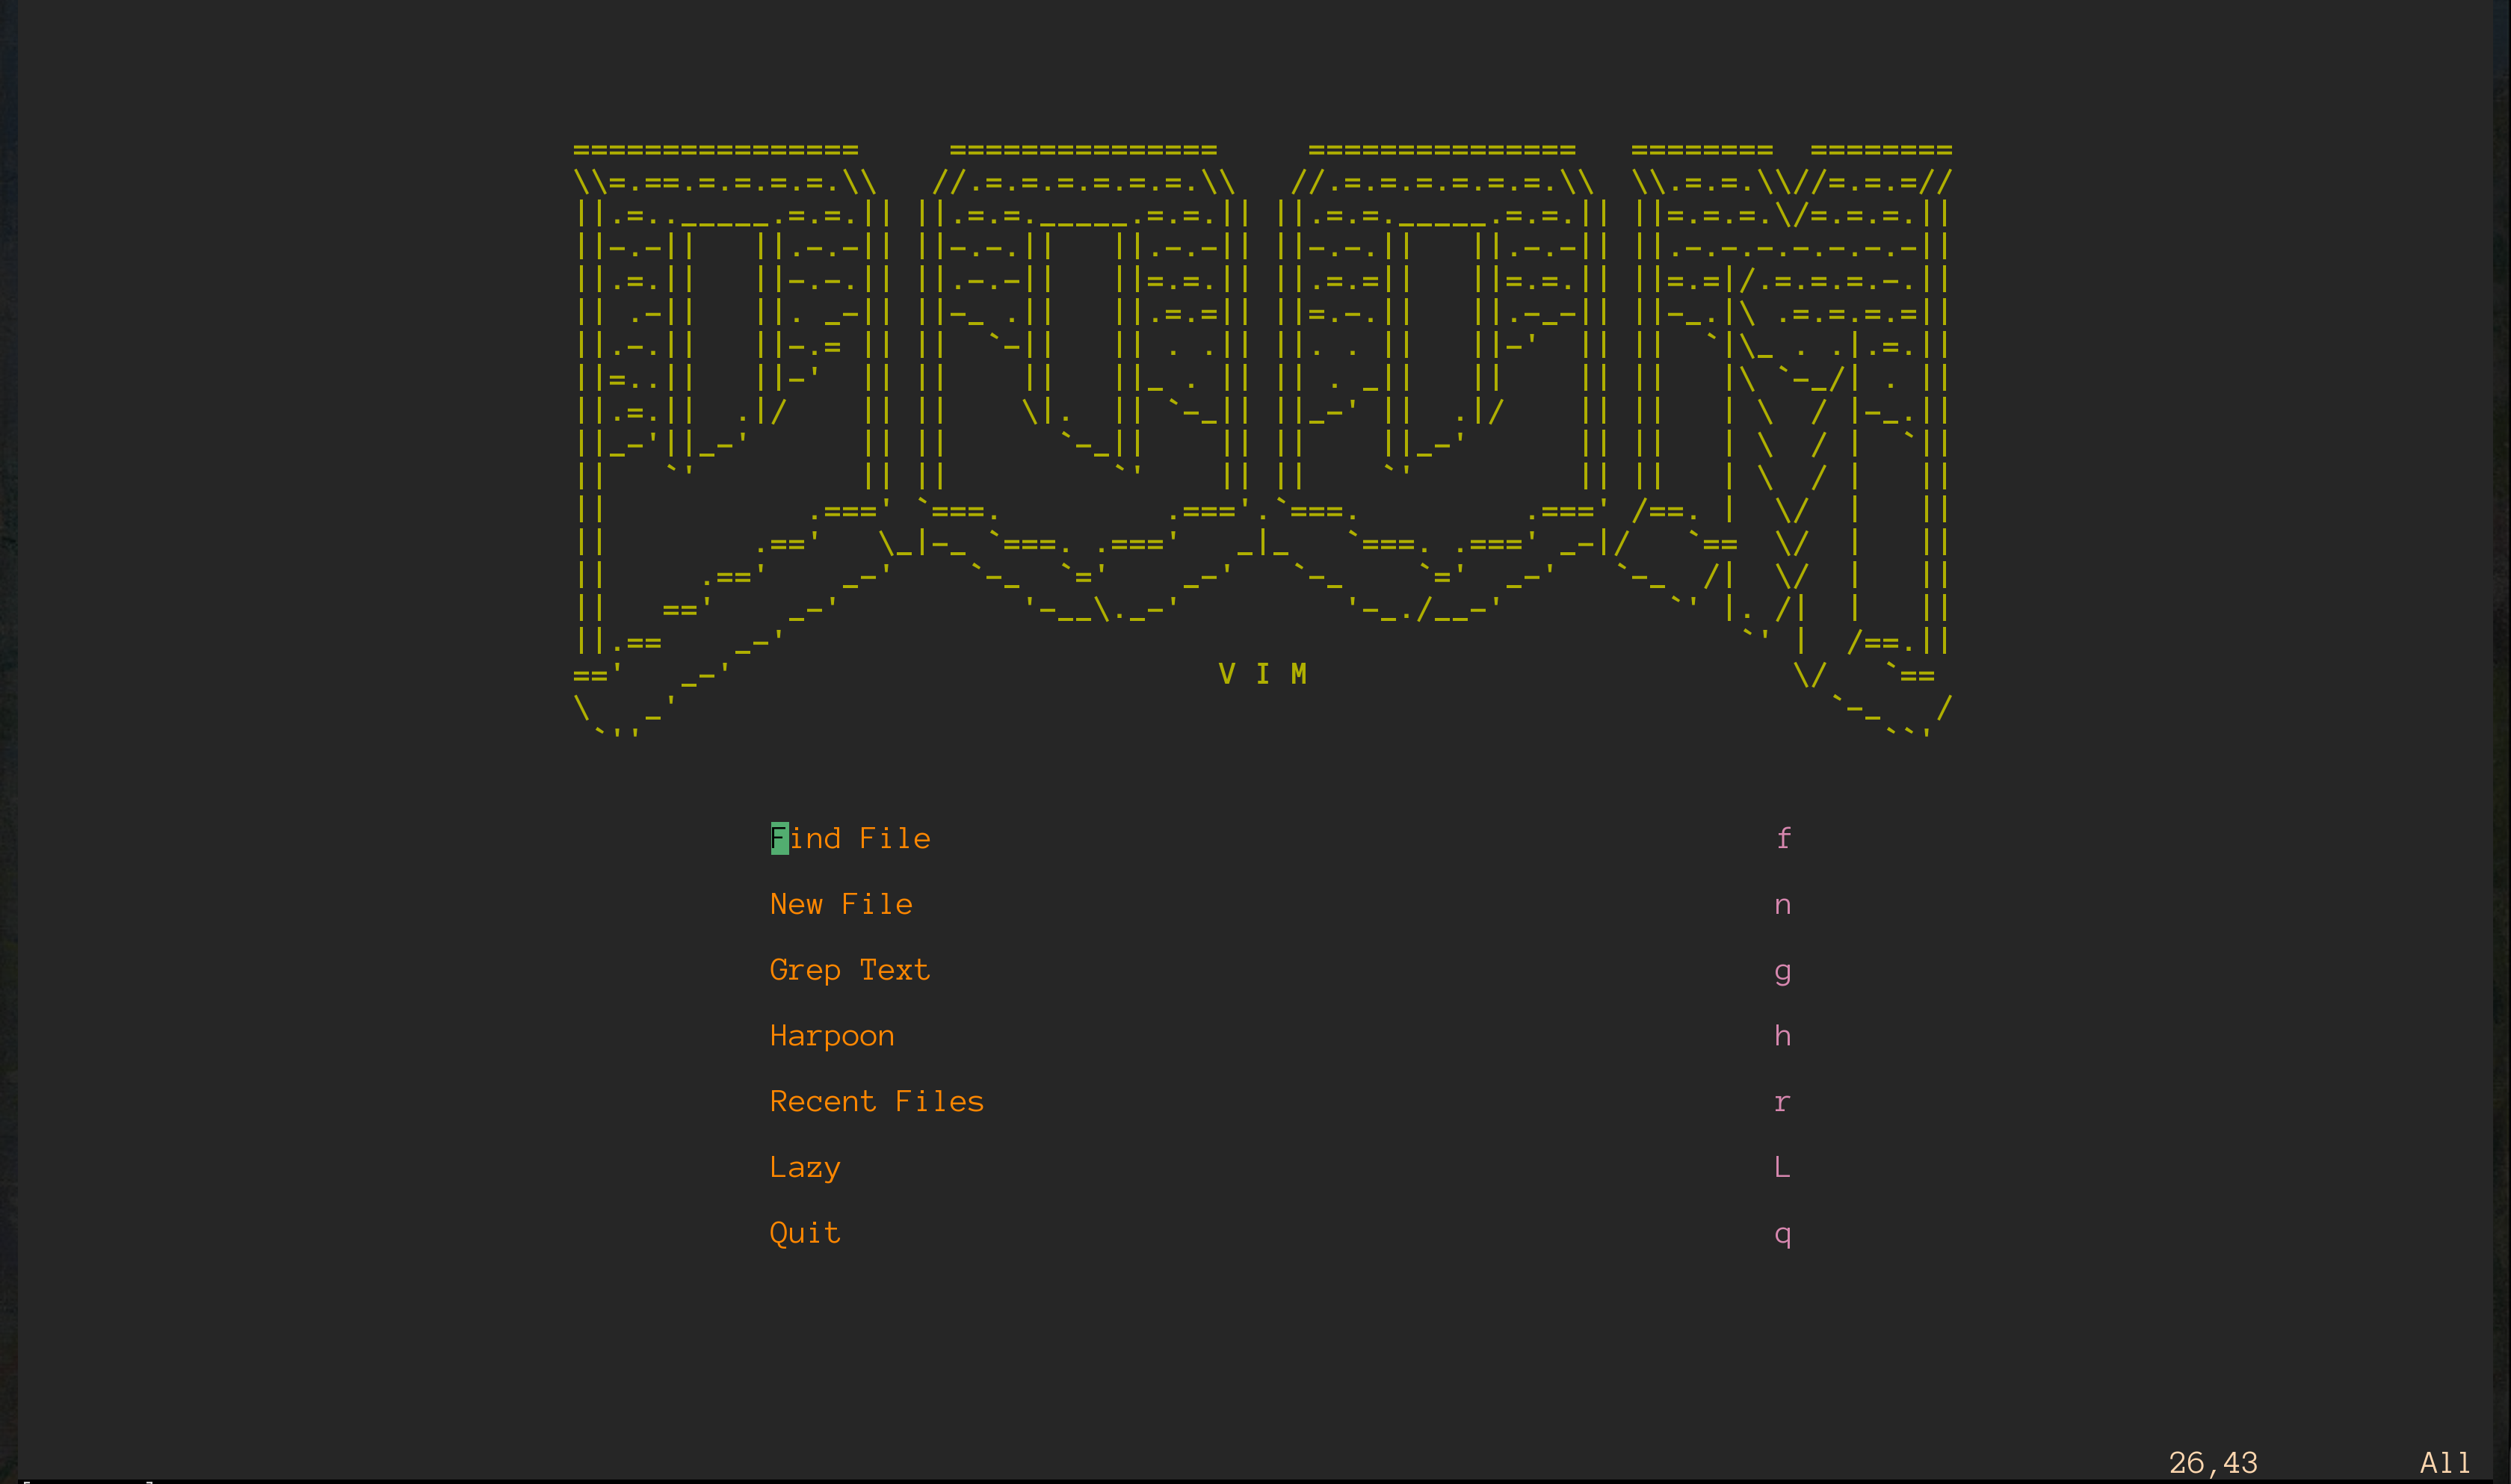 V I M
Find File f
New File n
Grep Text g
Harpoon h
Recent Files r
Lazy L
Quit q
26,43 All